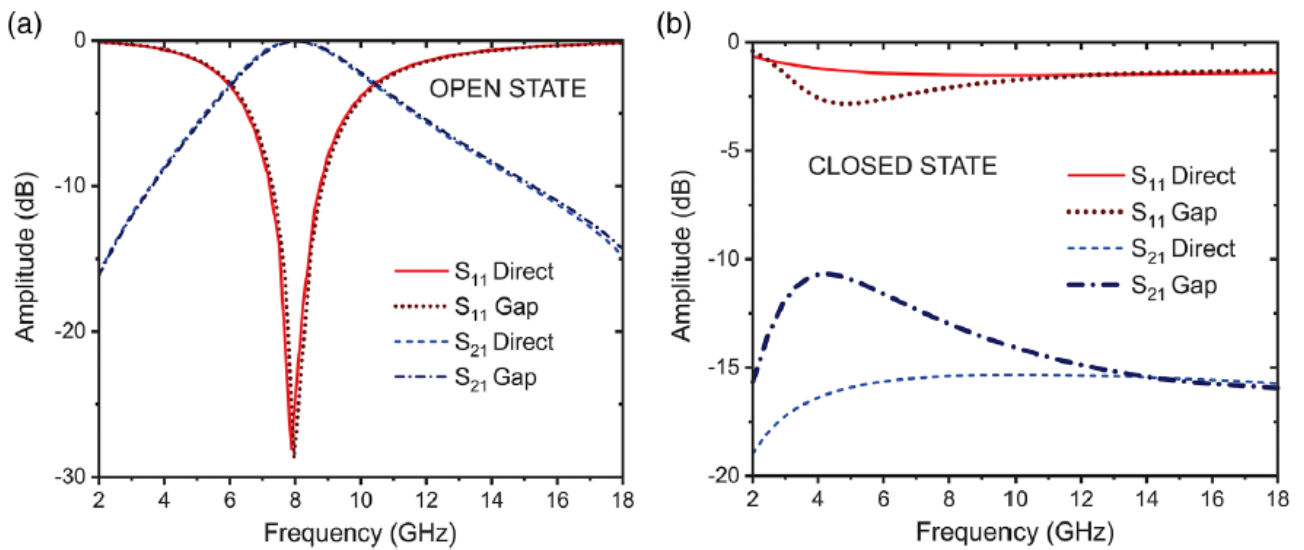 (a)
0
-10
-20
-30
Amplitude (dB)
OPEN STATE
S11 Direct
S11 Gap
S21 Direct
S21 Gap
2 4 6 8 10 12 14 16 18
Frequency (GHz)
(b)
0
-5
-10
-15
-20
Amplitude (dB)
CLOSED STATE
S11 Direct
S11 Gap
S21 Direct
S21 Gap
2 4 6 8 10 12 14 16 18
Frequency (GHz)